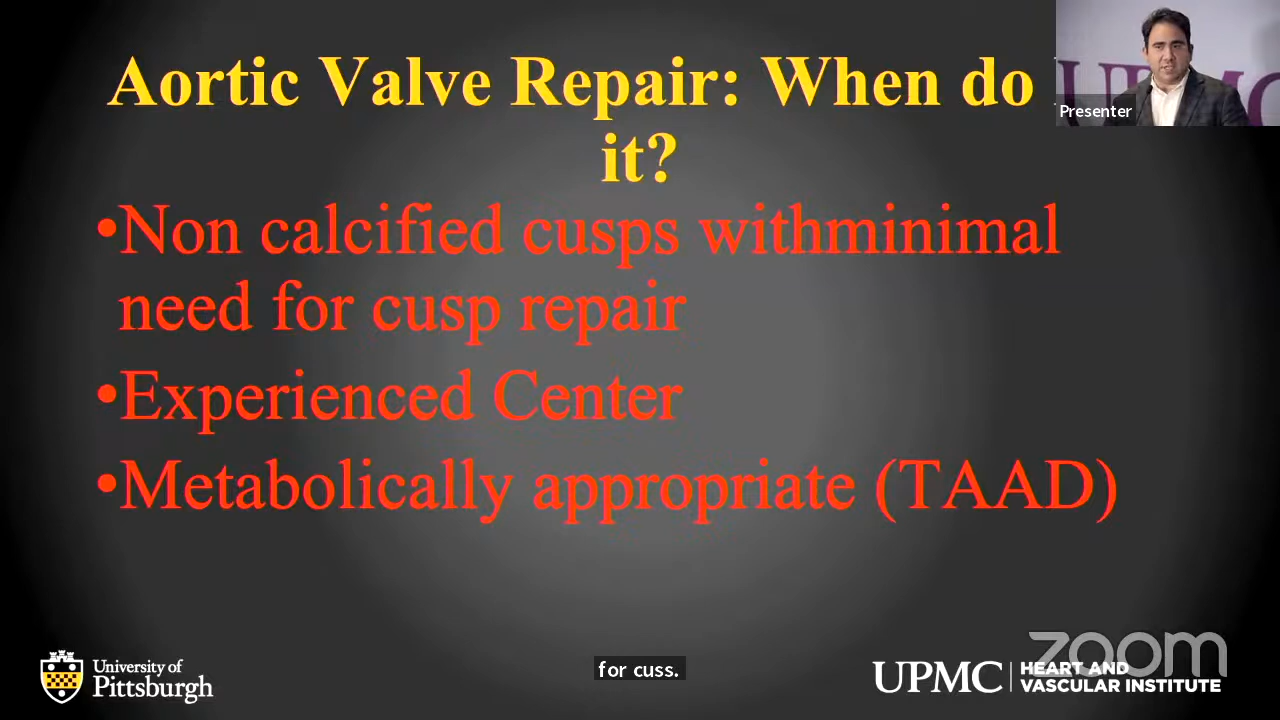 Aortic Valve Repair: When do
it?
•Non calcified cusps withminimal
need for cusp repair
•Experienced Center
•Metabolically appropriate (TAAD)
Presenter
University of
Pittsburgh
for cuss.
zoom
UPMC
HEART AND
VASCULAR INSTITUTE